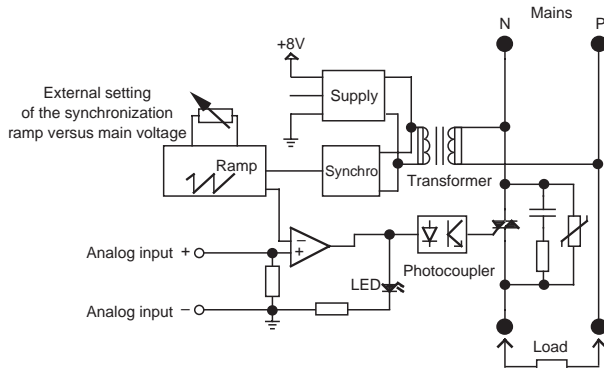 Mains
N
P
+8V
External setting
of the synchronization
ramp versus main voltage
Supply
Ramp
Synchro
Transformer
Analog input +
−
+
Photocoupler
LED
Analog input −
Load